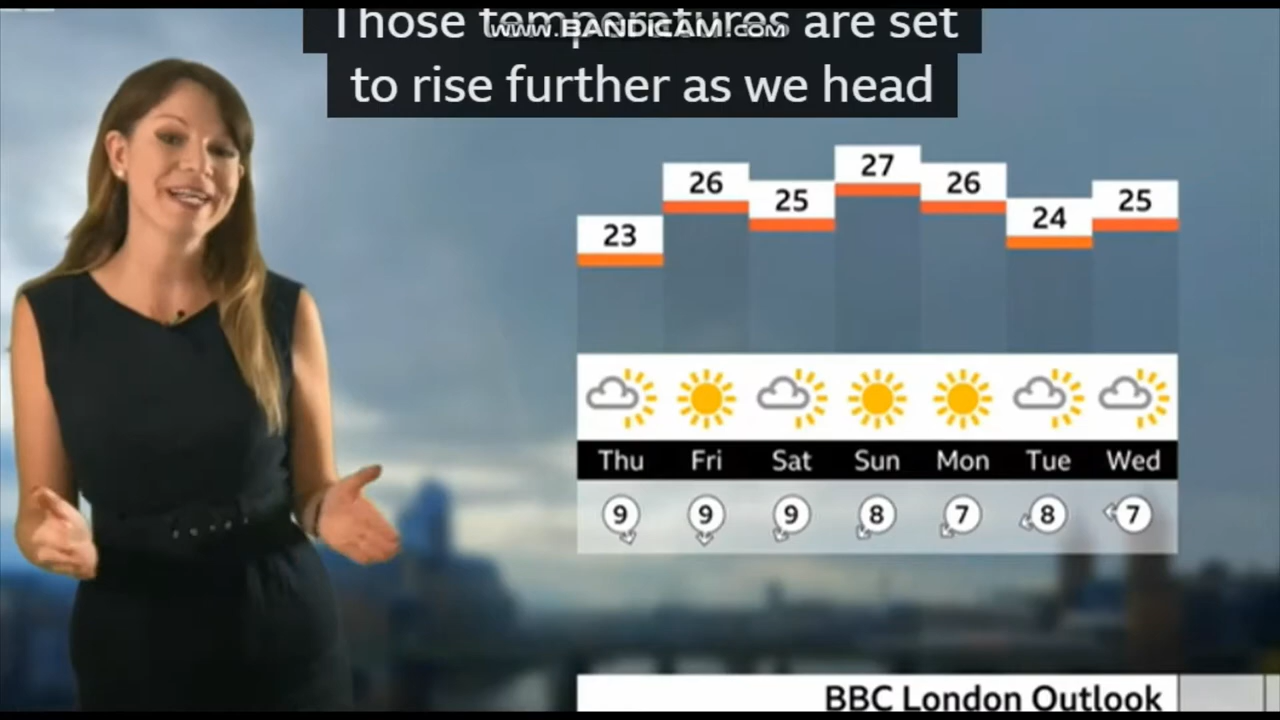 Those temperatures are set
www.BANDICAM.COM
to rise further as we head
23 26 25 27 26 24 25
Thu Fri Sat Sun Mon Tue Wed
9 9 9 8 7 8 7
BBC London Outlook